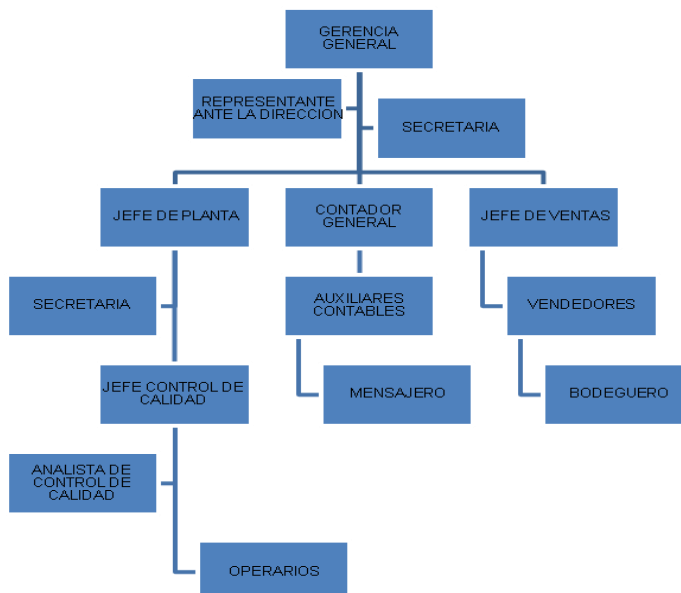 GERENCIA
GENERAL
REPRESENTANTE
ANTE LA DIRECCION
SECRETARIA
JEFE DE PLANTA
CONTADOR
GENERAL
JEFE DE VENTAS
SECRETARIA
AUXILIARES
CONTABLES
VENDEDORES
JEFE CONTROL DE
CALIDAD
MENSAJERO
BODEGUERO
ANALISTA DE
CONTROL DE
CALIDAD
OPERARIOS